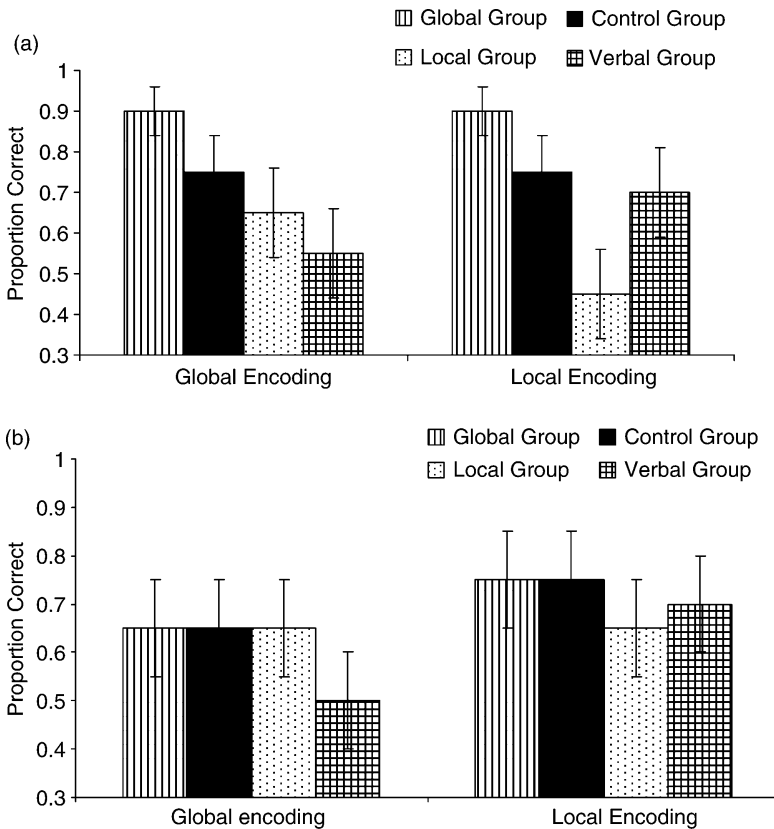 Global Group Control Group
(a)
Local Group Verbal Group
1
0.9
0.8
0.7
0.6
0.5
0.4
0.3
Proportion Correct
Global Encoding Local Encoding
(b)
Global Group Control Group
Local Group Verbal Group
1
0.9
0.8
0.7
0.6
0.5
0.4
0.3
Proportion Correct
Global encoding Local Encoding